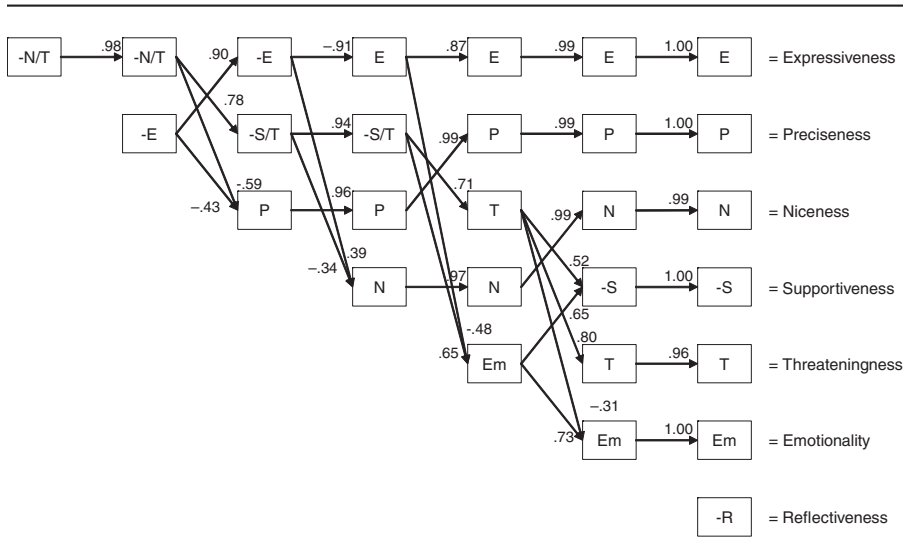 .98 .90 –.91 .87 .99 1.00
-N/T -N/T -E E E E E = Expressiveness
.78
.94 .99 .99 1.00
-E -S/T -S/T P P P = Preciseness
-.59 .96 .71
–.43 P P T .99 N .99 N = Niceness
–.34 .39 .97 .52 1.00
N N -S -S = Supportiveness
-.48 .65
.65 .80 .96
Em T T = Threateningness
–.31
.73 1.00
Em Em = Emotionality
-R = Reflectiveness